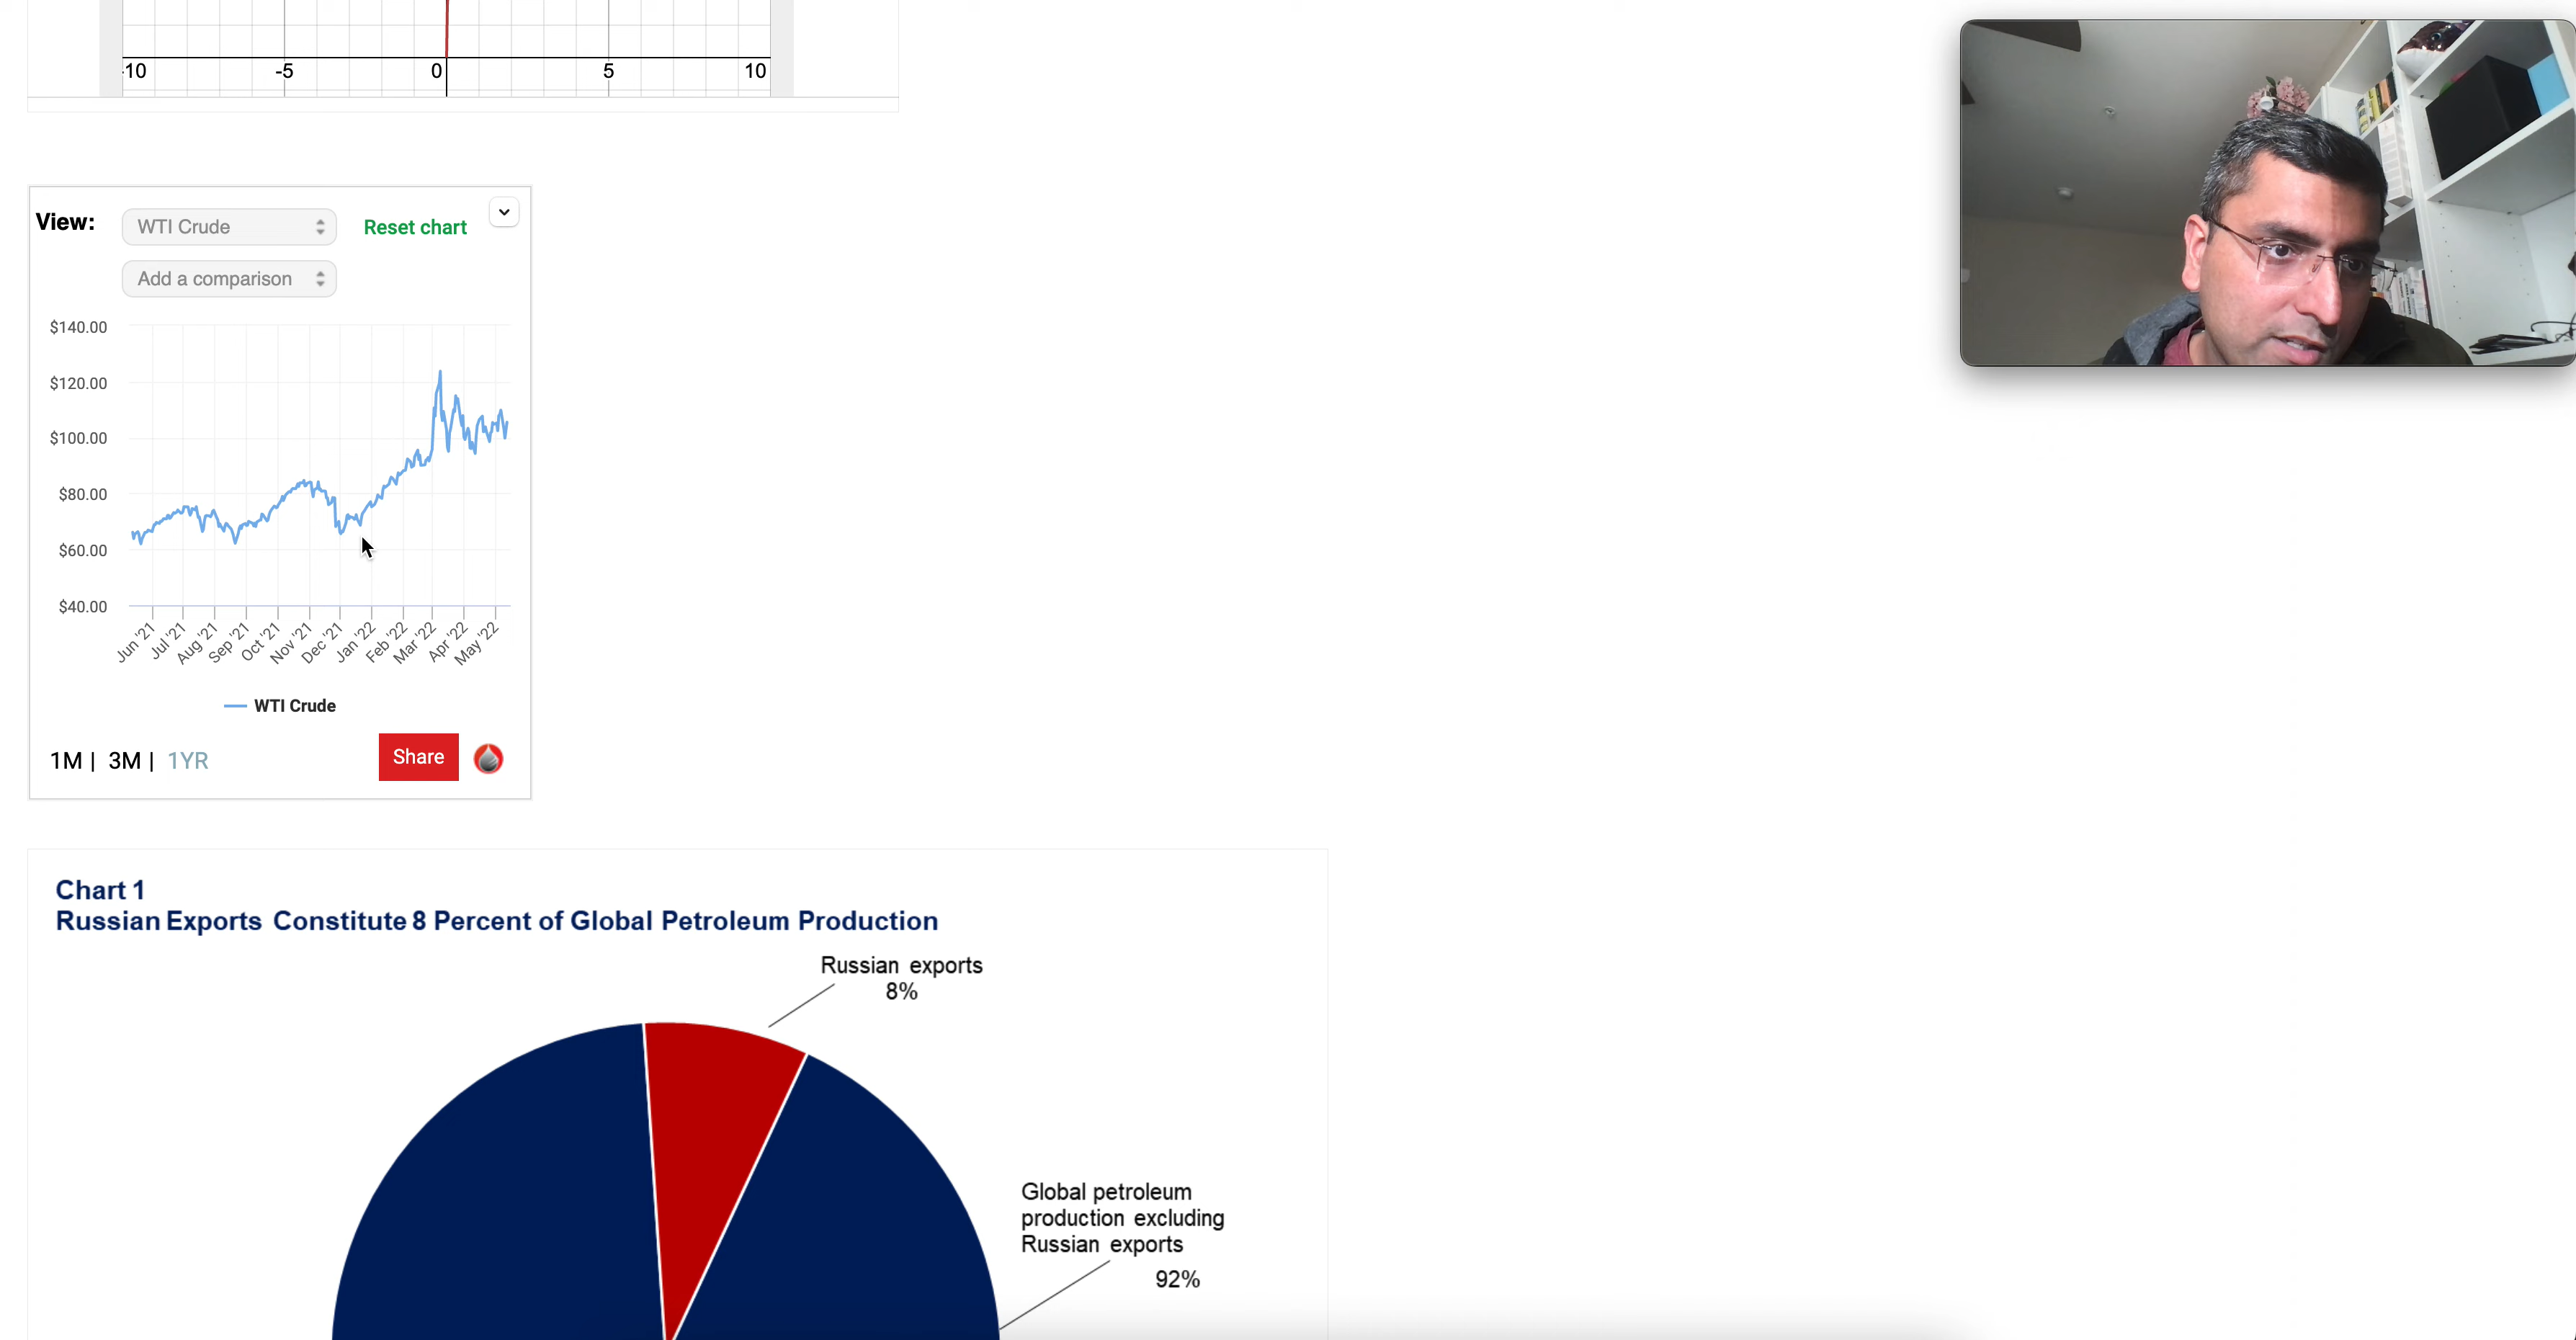 -10 -5 0 5 10
View: WTI Crude Reset chart
Add a comparison
$140.00
$120.00
$100.00
$80.00
$60.00
$40.00
Jun '21 Jul '21 Aug '21 Sep '21 Oct '21 Nov '21 Dec '21 Jan '22 Feb '22 Mar '22 Apr '22 May '22
WTI Crude
1M | 3M | 1YR Share
Chart 1
Russian Exports Constitute 8 Percent of Global Petroleum Production
Russian exports
8%
Global petroleum
production excluding
Russian exports
92%